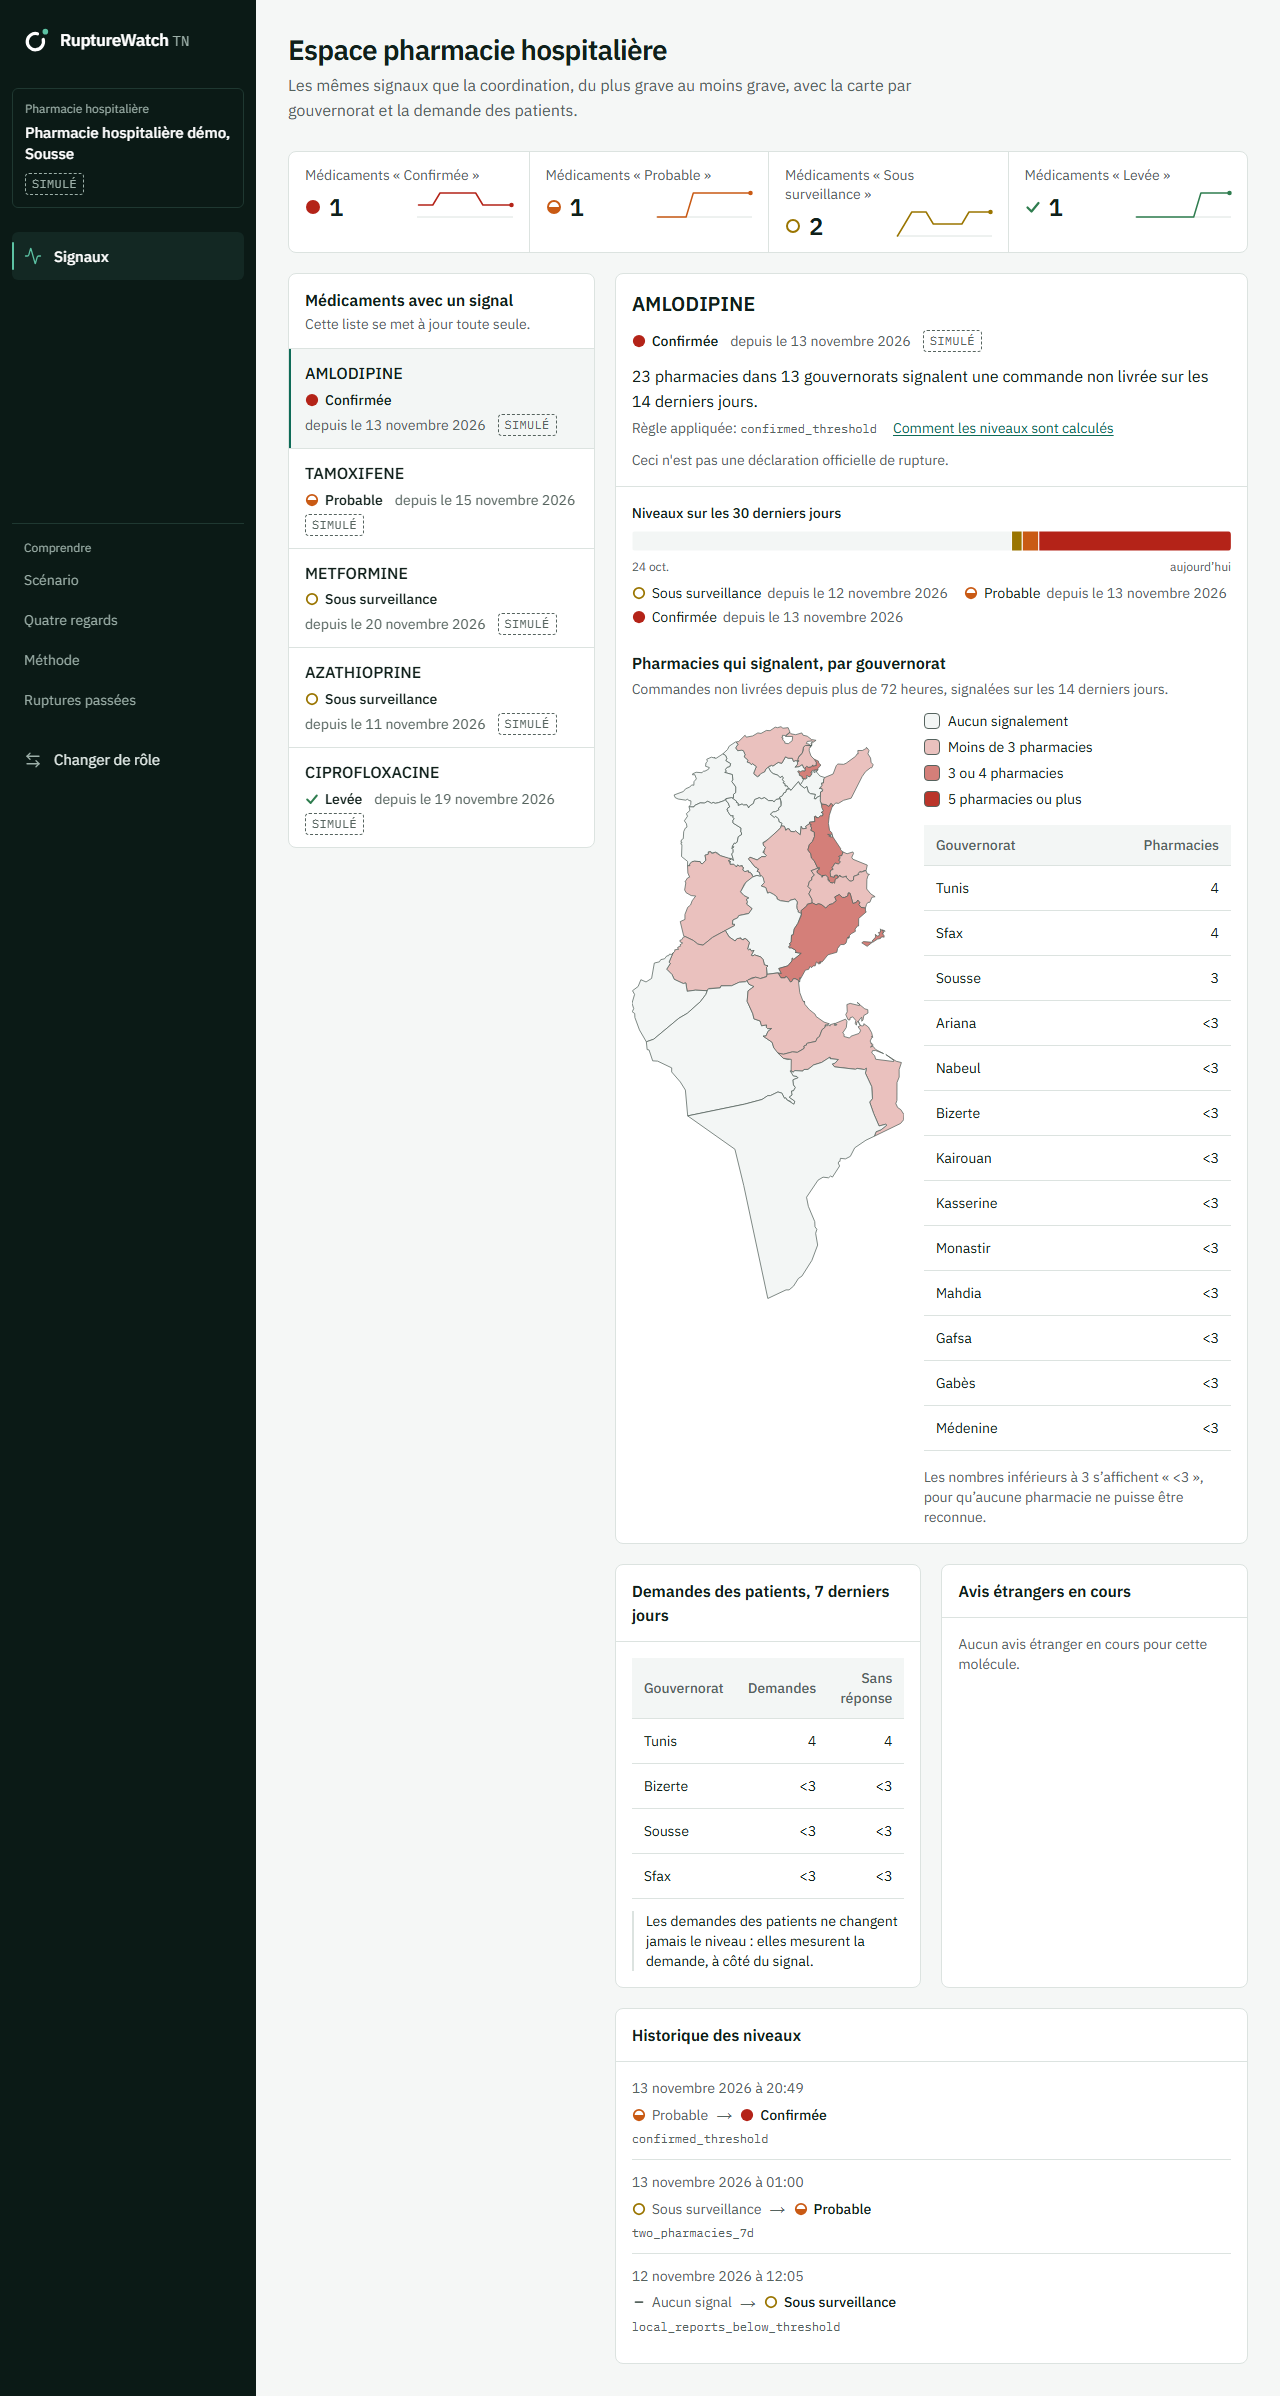 RuptureWatch TN
Pharmacie hospitalière
Pharmacie hospitalière démo,
Sousse
SIMULÉ
Signaux
Comprendre
Scénario
Quatre regards
Méthode
Ruptures passées
Changer de rôle
Espace pharmacie hospitalière
Les mêmes signaux que la coordination, du plus grave au moins grave, avec la carte par
gouvernorat et la demande des patients.
Médicaments « Confirmée »
1
Médicaments « Probable »
1
Médicaments « Sous
surveillance »
2
Médicaments « Levée »
1
Médicaments avec un signal
Cette liste se met à jour toute seule.
AMLODIPINE
Confirmée
depuis le 13 novembre 2026 SIMULÉ
TAMOXIFENE
Probable depuis le 15 novembre 2026
SIMULÉ
METFORMINE
Sous surveillance
depuis le 20 novembre 2026 SIMULÉ
AZATHIOPRINE
Sous surveillance
depuis le 11 novembre 2026 SIMULÉ
CIPROFLOXACINE
Levée depuis le 19 novembre 2026
SIMULÉ
AMLODIPINE
Confirmée depuis le 13 novembre 2026 SIMULÉ
23 pharmacies dans 13 gouvernorats signalent une commande non livrée sur les
14 derniers jours.
Règle appliquée: confirmed_threshold Comment les niveaux sont calculés
Ceci n'est pas une déclaration officielle de rupture.
Niveaux sur les 30 derniers jours
24 oct. aujourd’hui
Sous surveillance depuis le 12 novembre 2026 Probable depuis le 13 novembre 2026
Confirmée depuis le 13 novembre 2026
Pharmacies qui signalent, par gouvernorat
Commandes non livrées depuis plus de 72 heures, signalées sur les 14 derniers jours.
Aucun signalement
Moins de 3 pharmacies
3 ou 4 pharmacies
5 pharmacies ou plus
Gouvernorat Pharmacies
Tunis 4
Sfax 4
Sousse 3
Ariana <3
Nabeul <3
Bizerte <3
Kairouan <3
Kasserine <3
Monastir <3
Mahdia <3
Gafsa <3
Gabès <3
Médenine <3
Les nombres inférieurs à 3 s’affichent « <3 »,
pour qu’aucune pharmacie ne puisse être
reconnue.
Demandes des patients, 7 derniers
jours
Gouvernorat Demandes Sans
réponse
Tunis 4 4
Bizerte <3 <3
Sousse <3 <3
Sfax <3 <3
Les demandes des patients ne changent
jamais le niveau : elles mesurent la
demande, à côté du signal.
Avis étrangers en cours
Aucun avis étranger en cours pour cette
molécule.
Historique des niveaux
13 novembre 2026 à 20:49
Probable → Confirmée
confirmed_threshold
13 novembre 2026 à 01:00
Sous surveillance → Probable
two_pharmacies_7d
12 novembre 2026 à 12:05
Aucun signal → Sous surveillance
local_reports_below_threshold